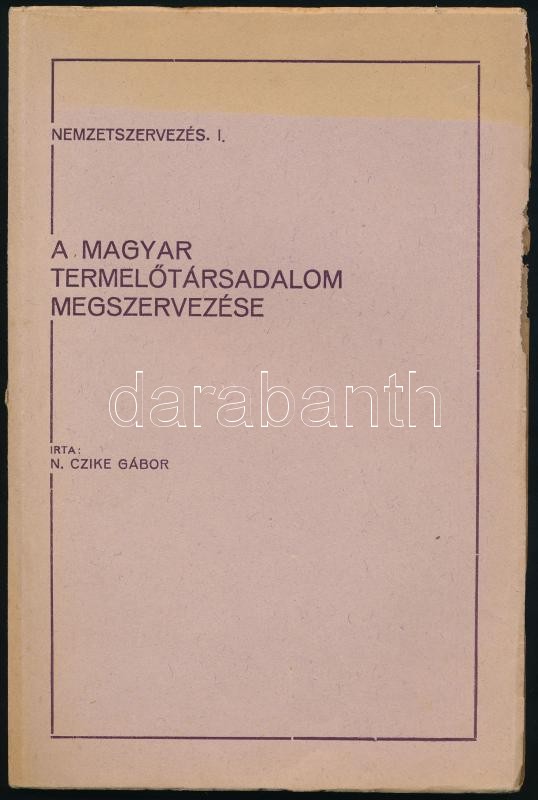 NEMZETSZERVEZÉS. I.
A MAGYAR
TERMELŐTÁRSADALOM
MEGSZERVEZÉSE
darabanth
IRTA:
N. CZIKE GÁBOR